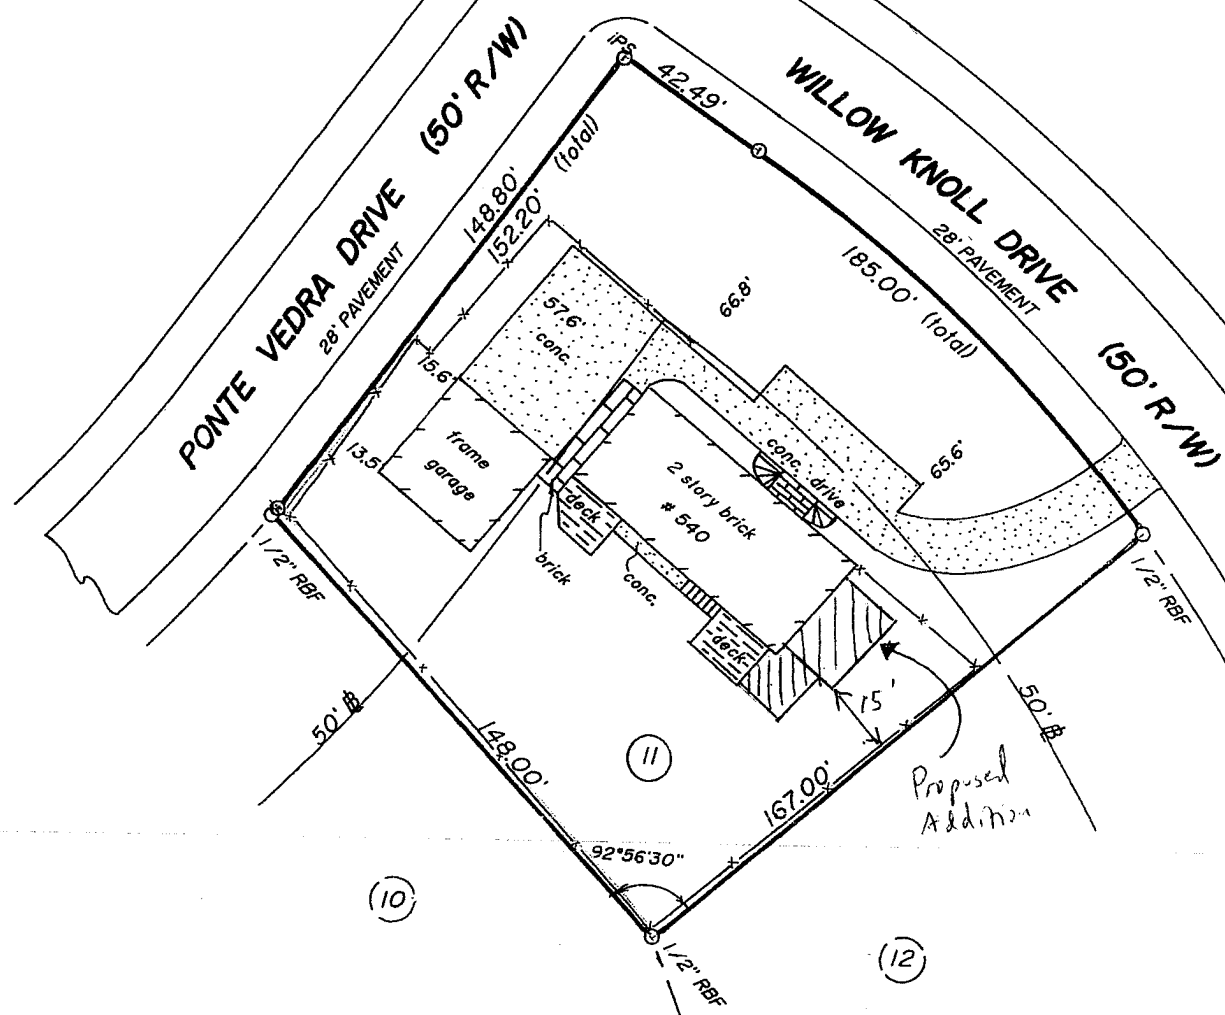 PONTE VEDRA DRIVE (50' R/W)
28' PAVEMENT
WILLOW KNOLL DRIVE (50' R/W)
28' PAVEMENT
IPS
42.49'
148.80'
152.20'
(total)
185.00' (total)
66.8'
65.6'
57.6'
conc.
15.6'
13.5'
frame
garage
conc. drive
2 story brick
# 540
deck
brick
conc.
deck
1/2" RBF
1/2" RBF
50' BL
50' BL
15'
Proposed
Addition
148.00'
11
167.00'
92°56'30"
10
12
1/2" RBF